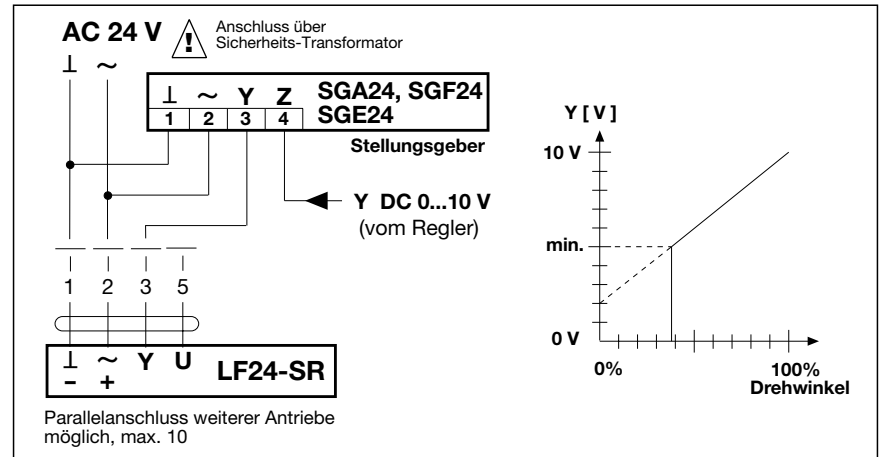 AC 24 V
Anschluss über
Sicherheits-Transformator
!
⊥ ~
⊥ ~ Y Z
1 2 3 4
SGA24, SGF24
SGE24
Stellungsgeber
Y DC 0...10 V
(vom Regler)
1 2 3 5
⊥ ~ Y U
- +
LF24-SR
Parallelanschluss weiterer Antriebe
möglich, max. 10
Y [ V ]
10 V
min.
0 V
0% 100%
Drehwinkel